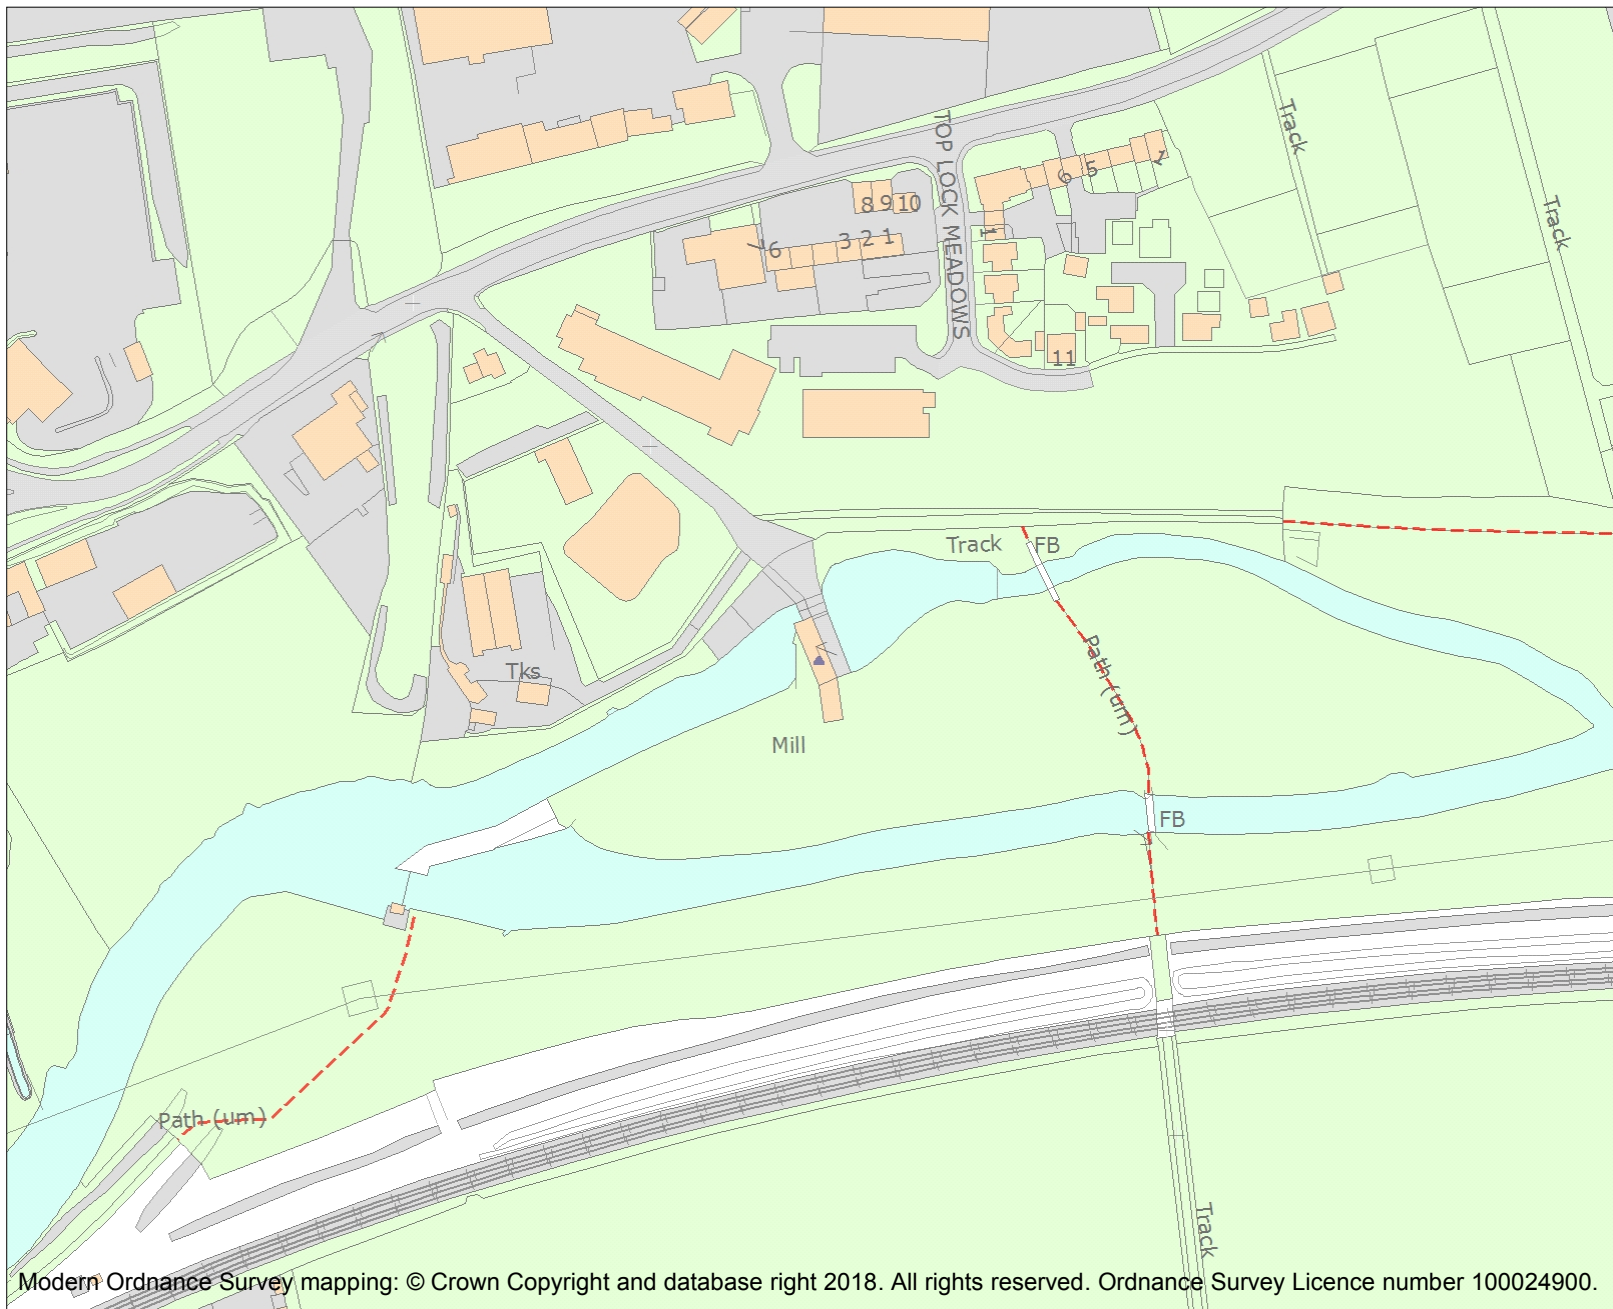 Track
TOP LOCK MEADOWS
1
5
6
Track
8 9 10
1
7
6
3 2 1
11
Track
FB
Path (um)
Tks
Mill
FB
Path (um)
Track
Modern Ordnance Survey mapping: © Crown Copyright and database right 2018. All rights reserved. Ordnance Survey Licence number 100024900.